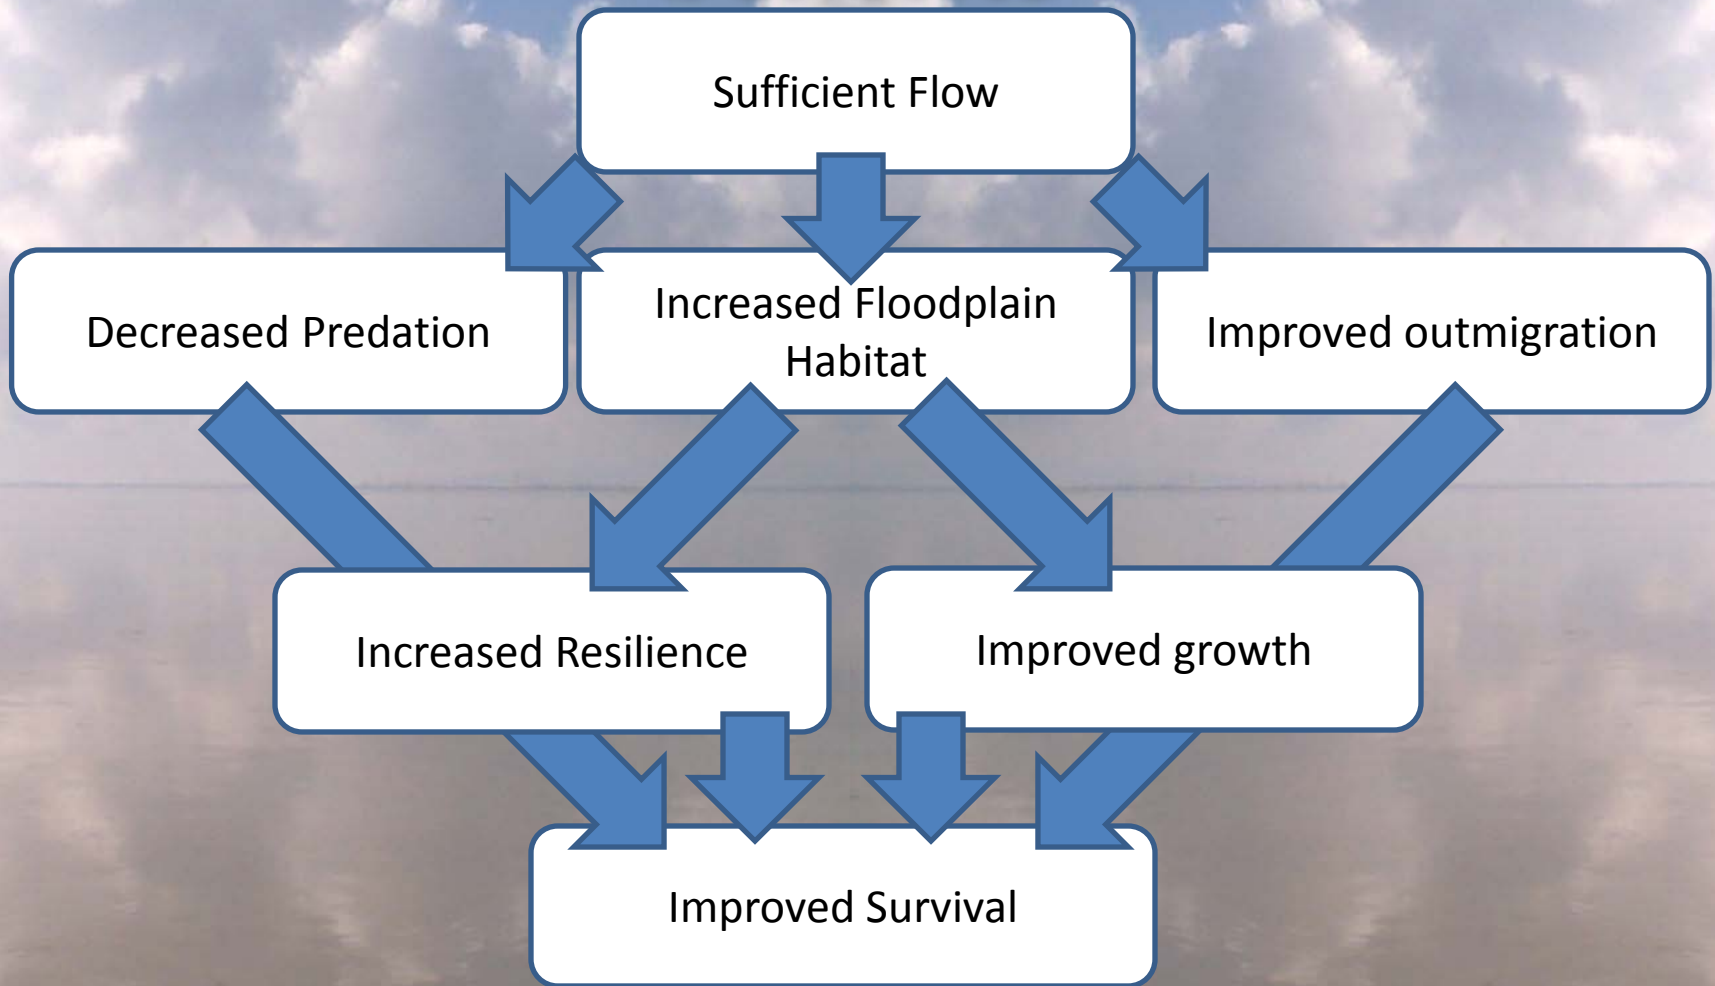 Sufficient Flow
Decreased Predation
Increased Floodplain
Habitat
Improved outmigration
Increased Resilience
Improved growth
Improved Survival